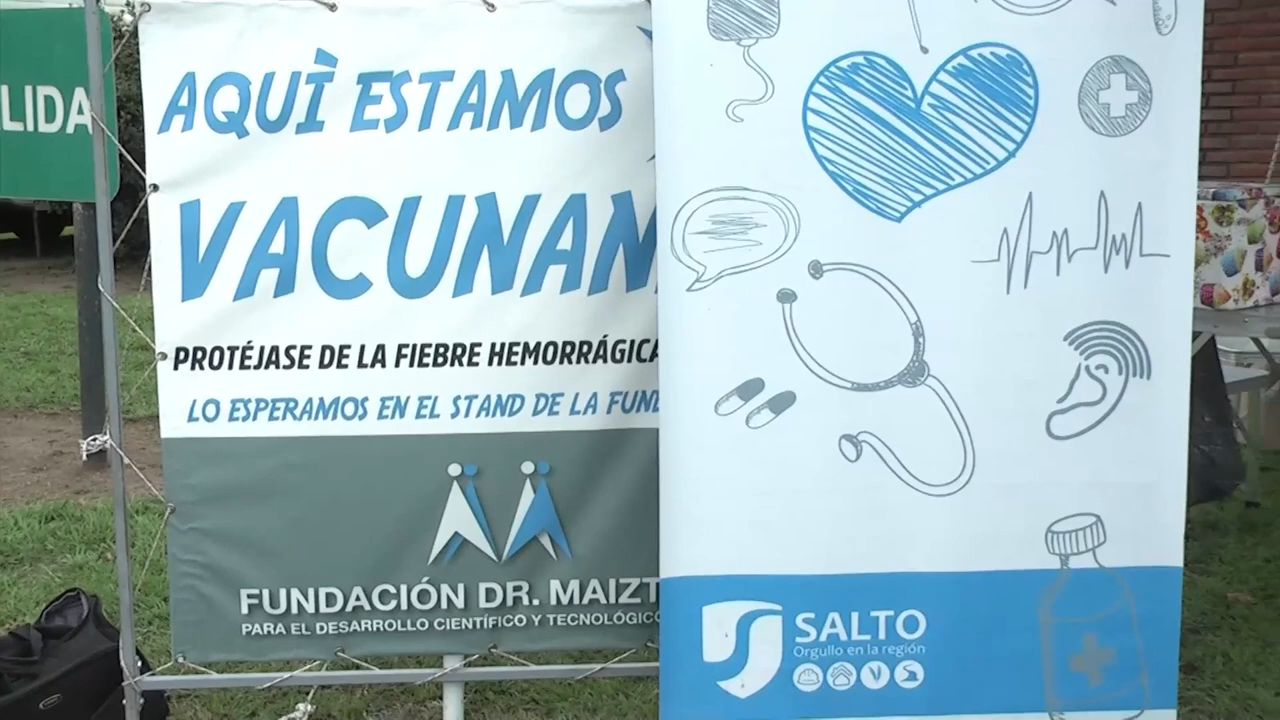 LIDA
AQUÌ ESTAMOS
VACUNAN
PROTÉJASE DE LA FIEBRE HEMORRÁGICA
LO ESPERAMOS EN EL STAND DE LA FUN
FUNDACIÓN DR. MAIZT
PARA EL DESARROLLO CIENTÍFICO Y TECNOLÓGICO
SALTO
Orgullo en la región